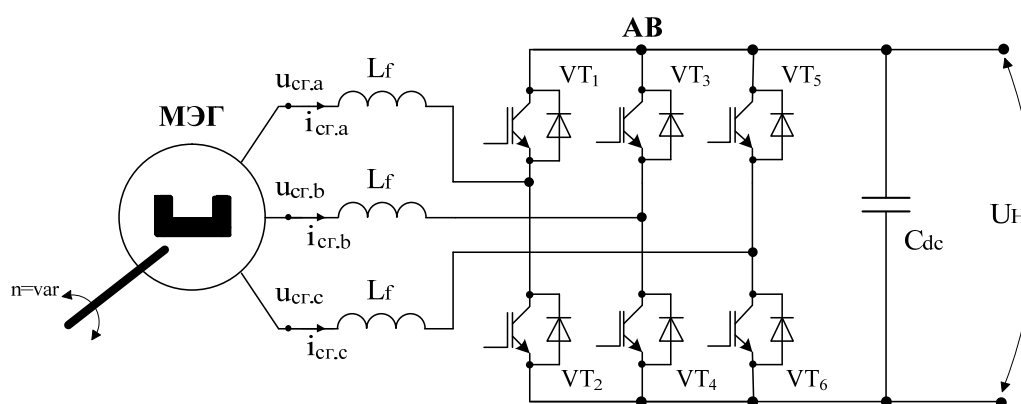 АВ
МЭГ
uсг.a
Lf
iсг.a
VT1
VT3
VT5
uсг.b
Lf
iсг.b
Cdc
UН
n=var
uсг.c
Lf
iсг.c
VT2
VT4
VT6